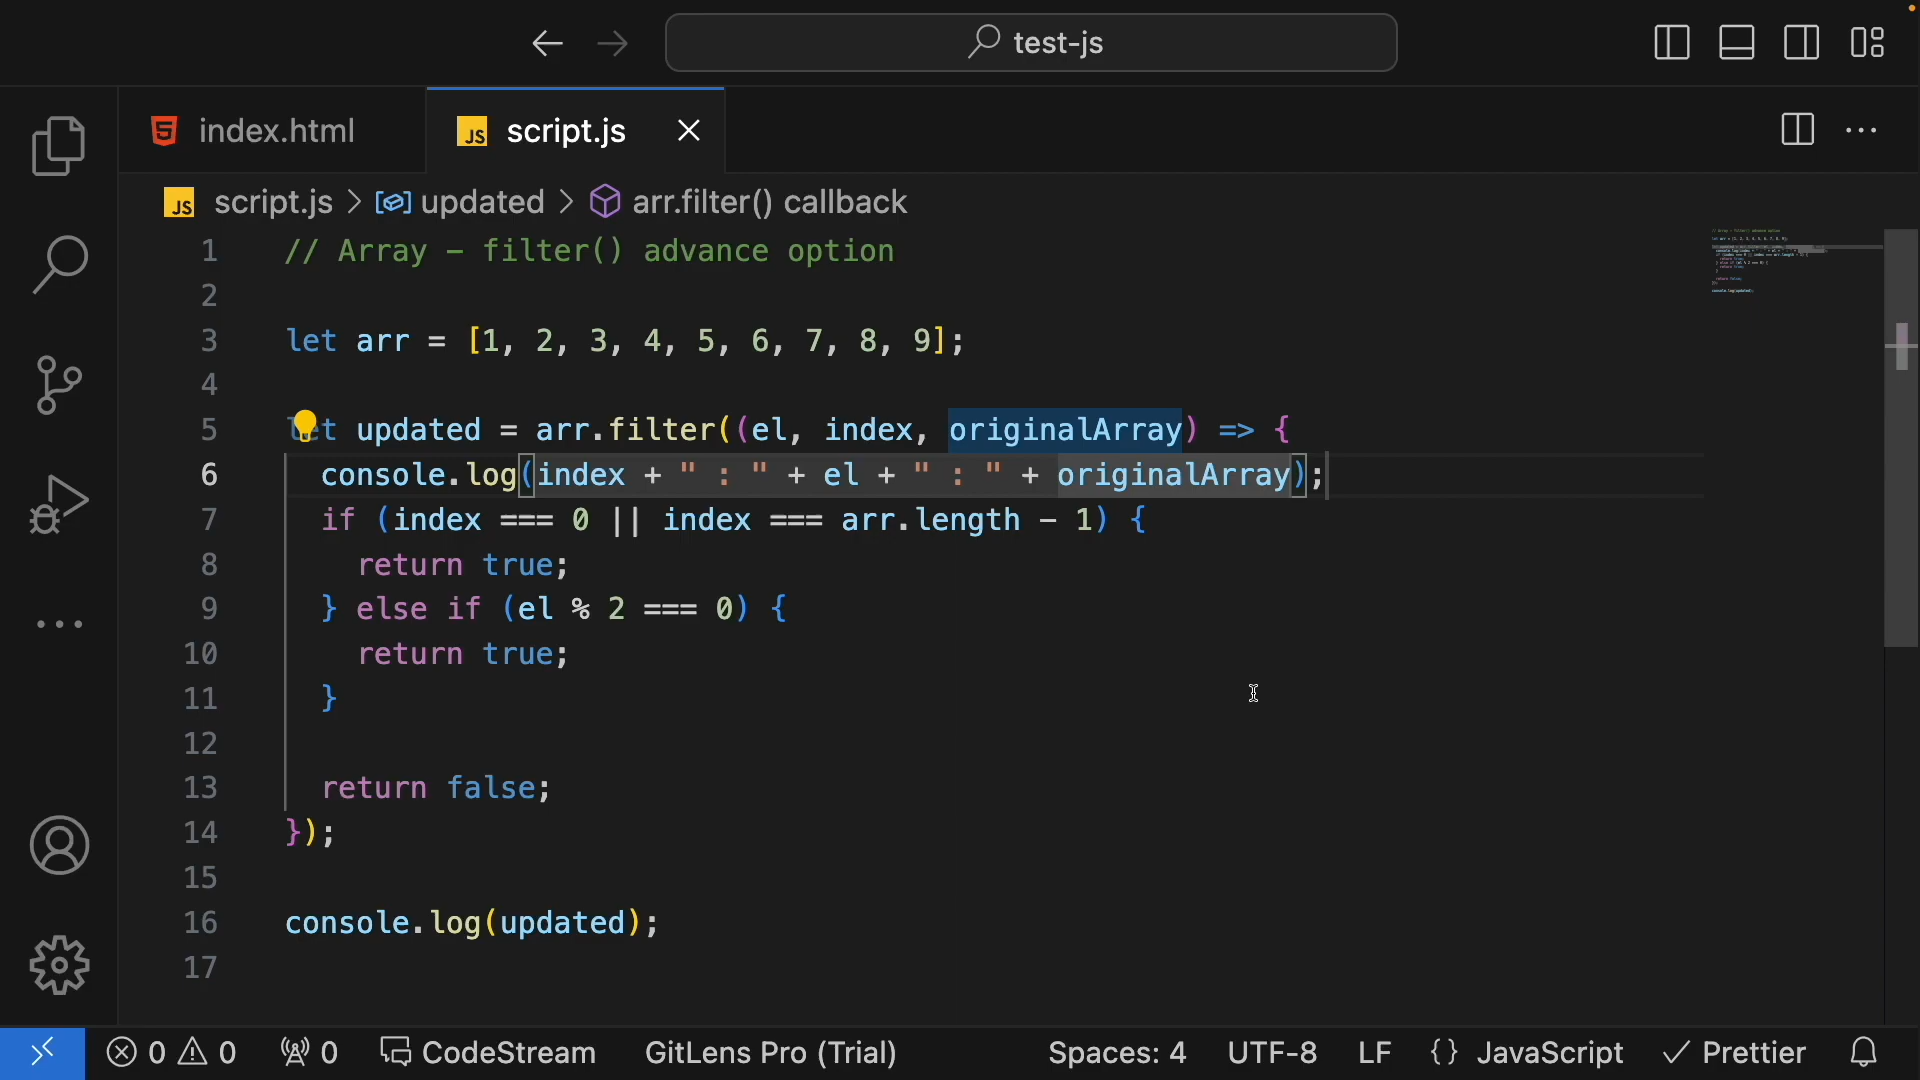 test-js
index.html
JS script.js
JS script.js > updated > arr.filter() callback
1 // Array - filter() advance option
2
3 let arr = [1, 2, 3, 4, 5, 6, 7, 8, 9];
4
5 let updated = arr.filter((el, index, originalArray) => {
6 console.log(index + " : " + el + " : " + originalArray);
7 if (index === 0 || index === arr.length - 1) {
8 return true;
9 } else if (el % 2 === 0) {
10 return true;
11 }
12
13 return false;
14 });
15
16 console.log(updated);
17
0 0 0 CodeStream GitLens Pro (Trial) Spaces: 4 UTF-8 LF {} JavaScript Prettier